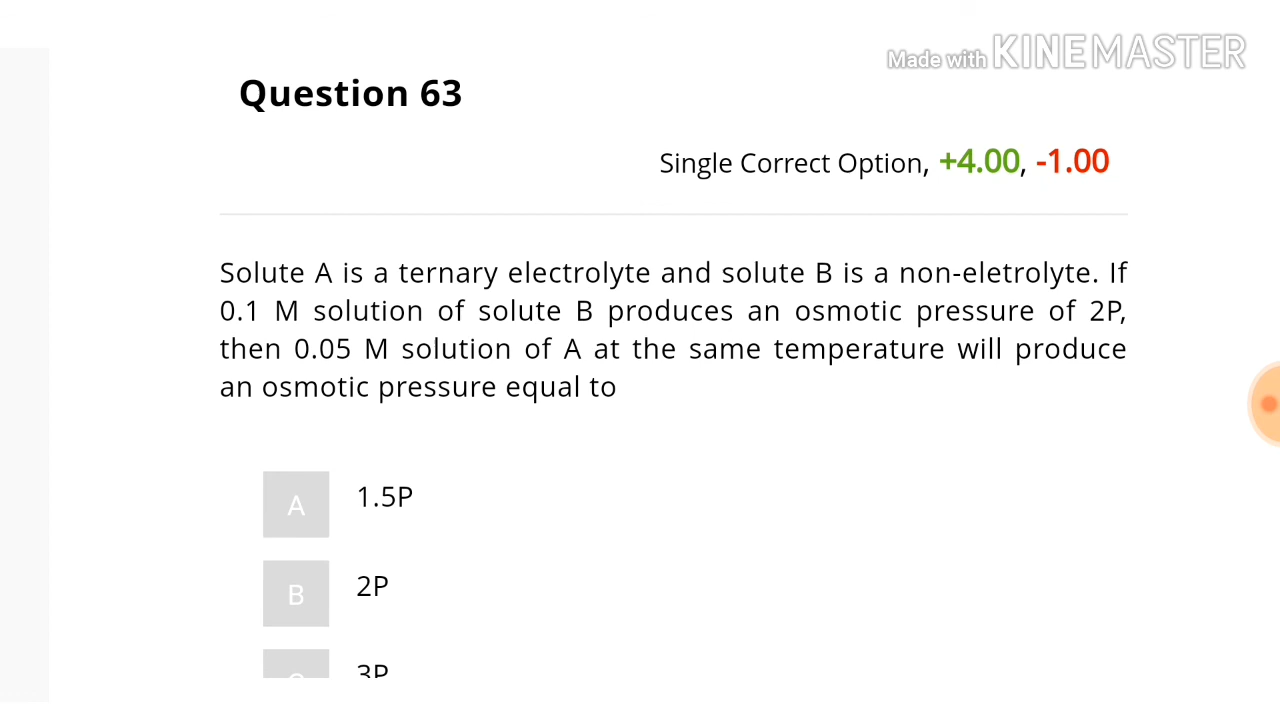 Made with KINEMASTER
Question 63
Single Correct Option, +4.00, -1.00
Solute A is a ternary electrolyte and solute B is a non-eletrolyte. If
0.1 M solution of solute B produces an osmotic pressure of 2P,
then 0.05 M solution of A at the same temperature will produce
an osmotic pressure equal to
A 1.5P
B 2P
C 3P